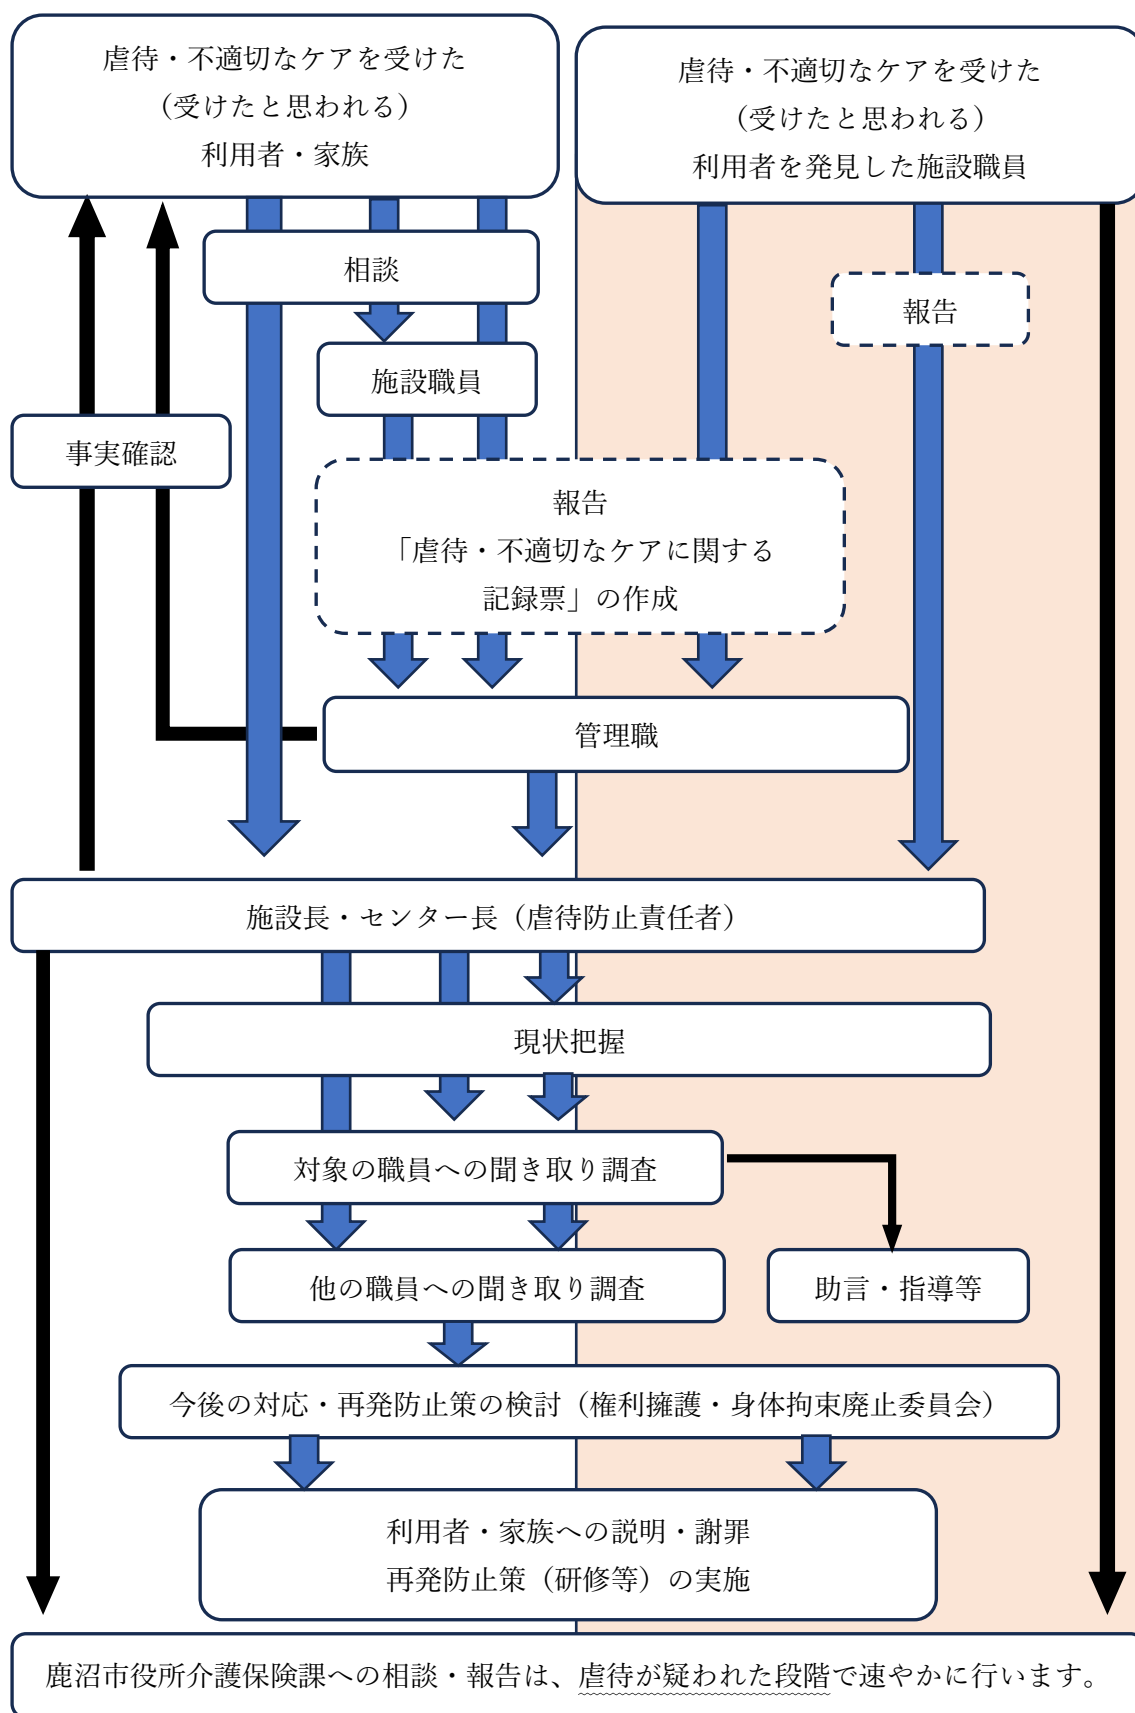 虐待・不適切なケアを受けた
（受けたと思われる）
利用者・家族
虐待・不適切なケアを受けた
（受けたと思われる）
利用者を発見した施設職員
相談
報告
施設職員
事実確認
報告
「虐待・不適切なケアに関する
記録票」の作成
管理職
施設長・センター長（虐待防止責任者）
現状把握
対象の職員への聞き取り調査
他の職員への聞き取り調査
助言・指導等
今後の対応・再発防止策の検討（権利擁護・身体拘束廃止委員会）
利用者・家族への説明・謝罪
再発防止策（研修等）の実施
鹿沼市役所介護保険課への相談・報告は、虐待が疑われた段階で速やかに行います。